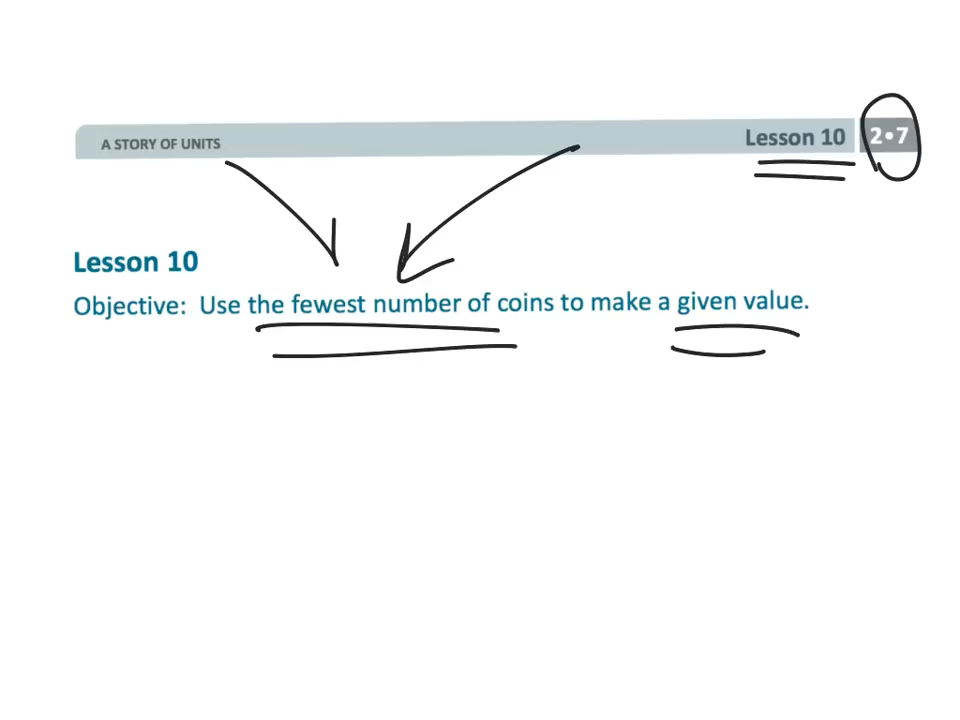 A STORY OF UNITS Lesson 10 2•7
Lesson 10
Objective: Use the fewest number of coins to make a given value.